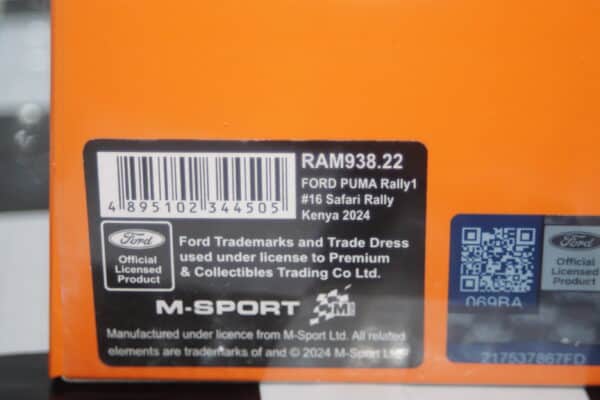 RAM938.22
4 895102 344505
FORD PUMA Rally1
#16 Safari Rally
Kenya 2024
Ford
Official
Licensed
Product
Ford Trademarks and Trade Dress
used under license to Premium
& Collectibles Trading Co Ltd.
M-SPORT
M
Manufactured under licence from M-Sport Ltd. All related
elements are trademarks of and © 2024 M-Sport Ltd.
Ford
Official
Licensed
Product
069BA
717537867FD